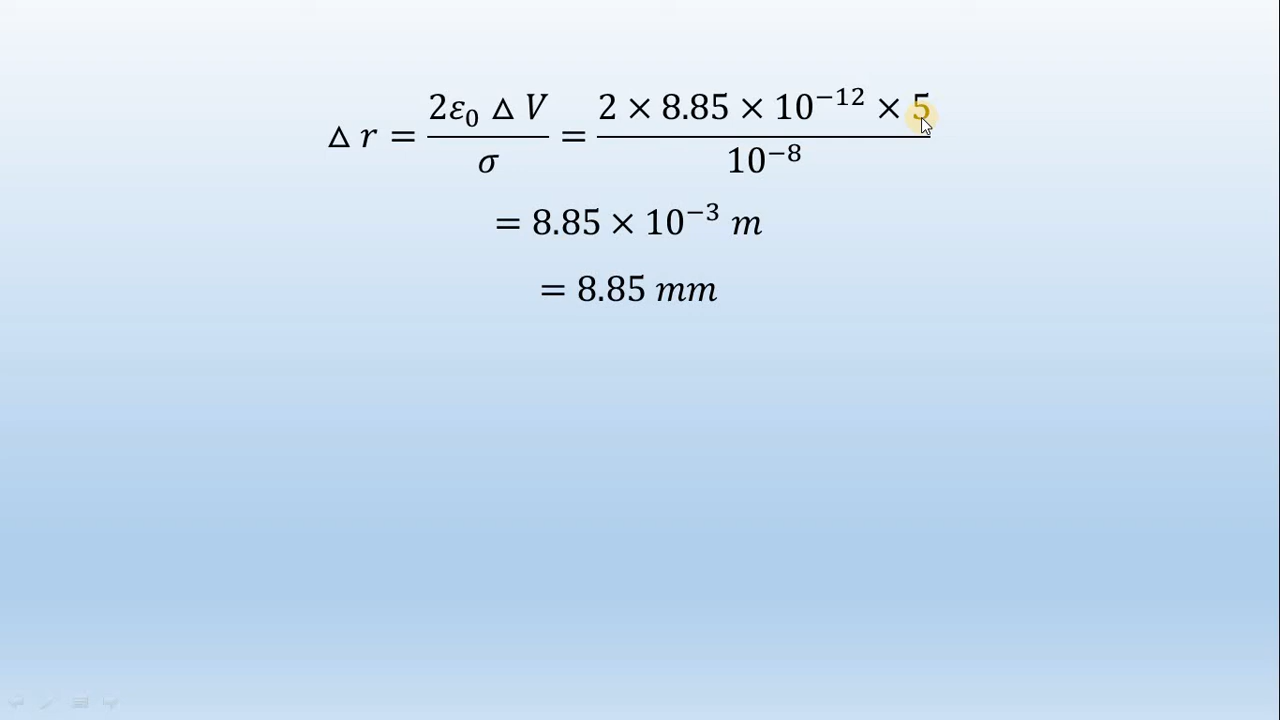 △ r = 2ε₀ △ V / σ = 2 × 8.85 × 10⁻¹² × 5 / 10⁻⁸
= 8.85 × 10⁻³ m
= 8.85 mm